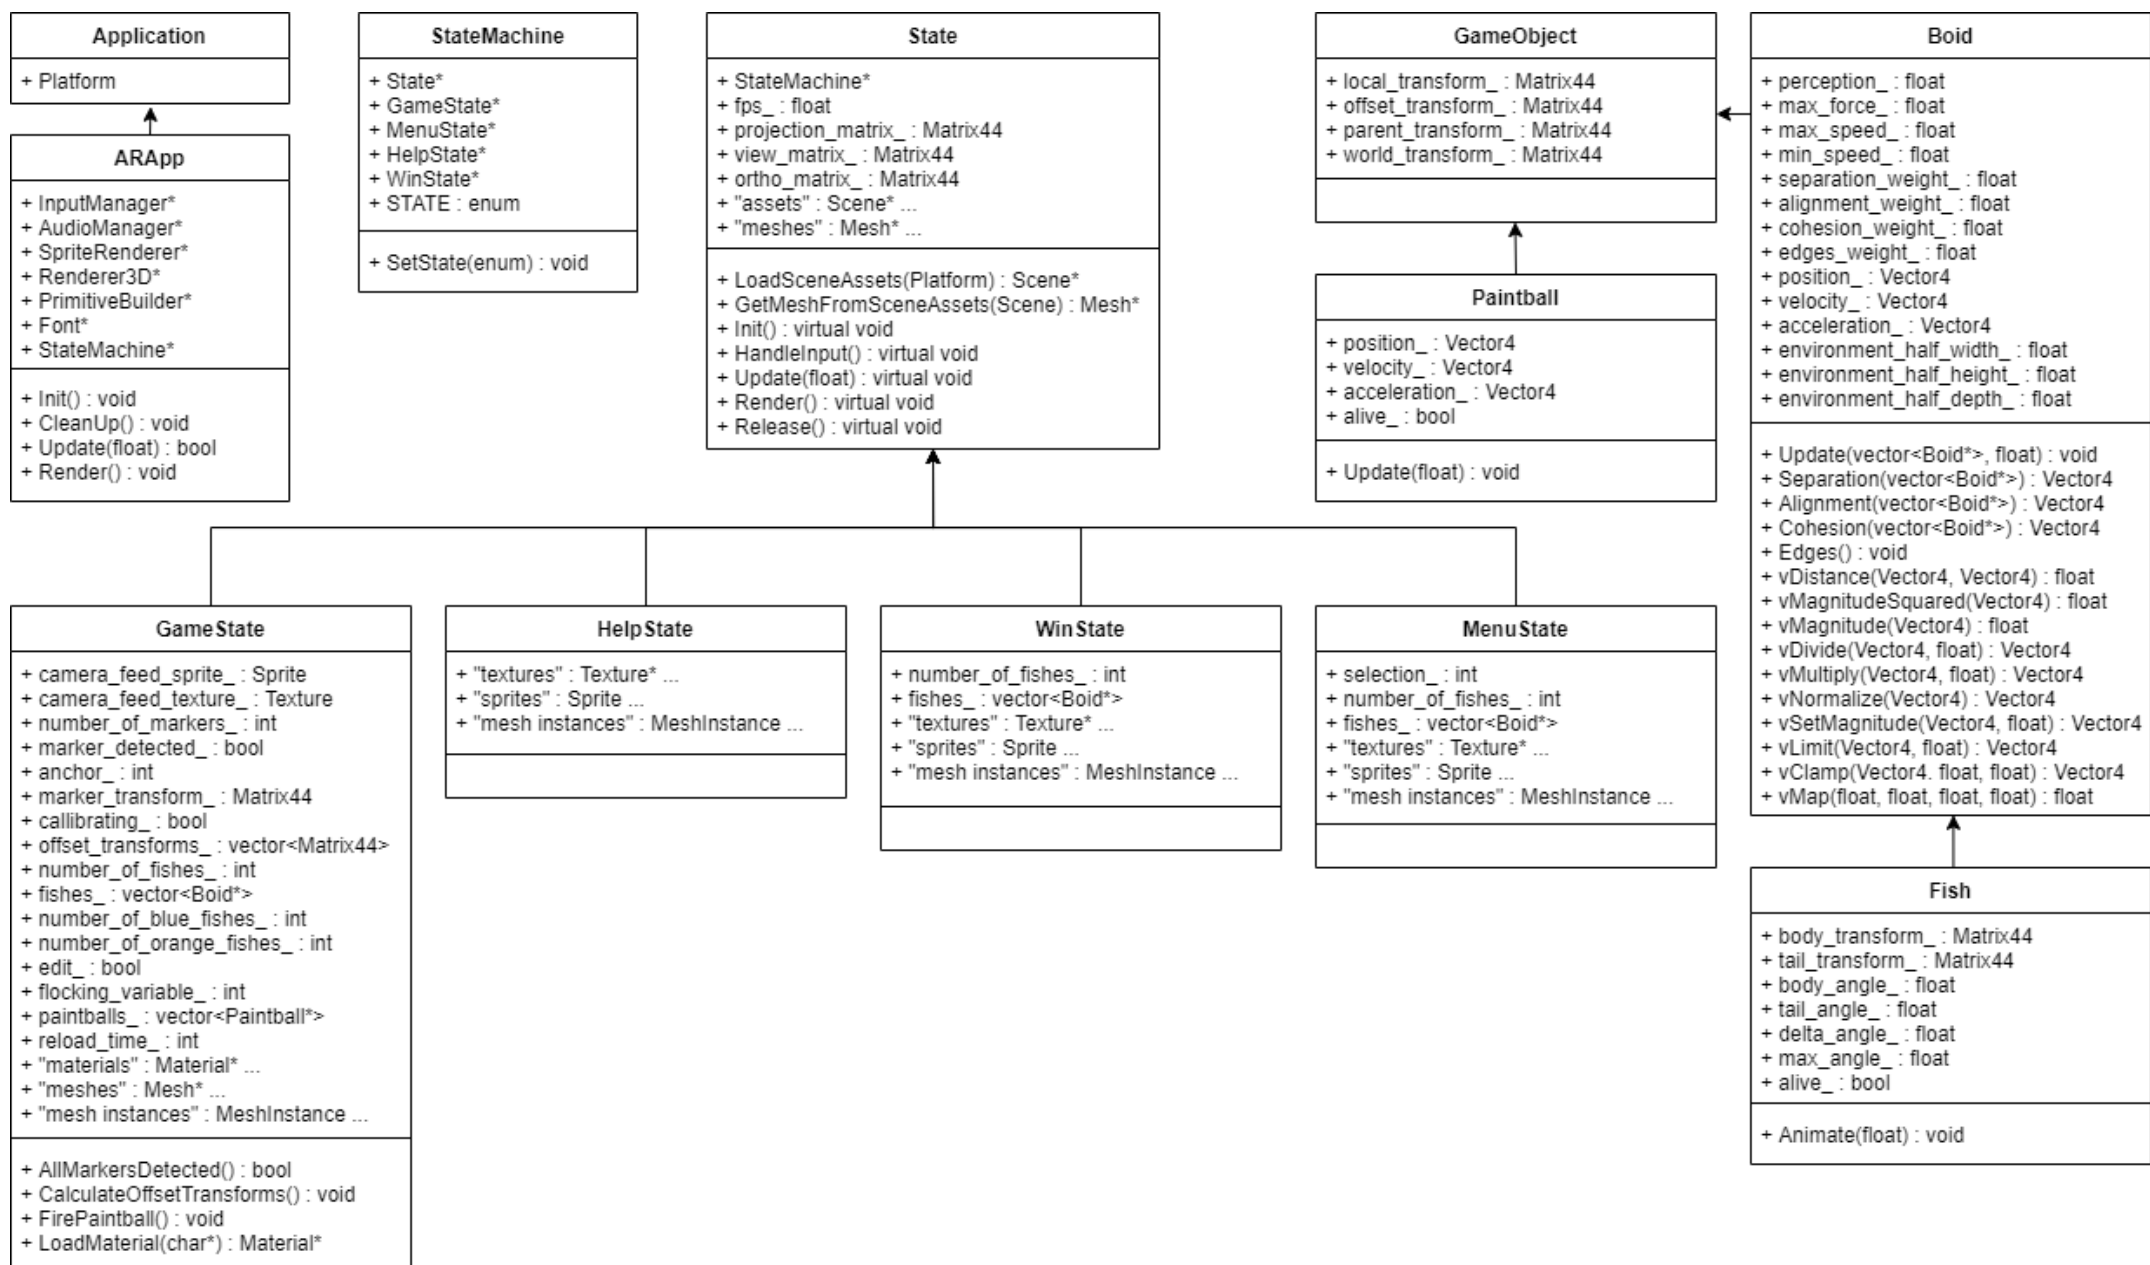 Application
+ Platform
ARApp
+ InputManager*
+ AudioManager*
+ SpriteRenderer*
+ Renderer3D*
+ PrimitiveBuilder*
+ Font*
+ StateMachine*
+ Init() : void
+ CleanUp() : void
+ Update(float) : bool
+ Render() : void
StateMachine
+ State*
+ GameState*
+ MenuState*
+ HelpState*
+ WinState*
+ STATE : enum
+ SetState(enum) : void
State
+ StateMachine*
+ fps_ : float
+ projection_matrix_ : Matrix44
+ view_matrix_ : Matrix44
+ ortho_matrix_ : Matrix44
+ "assets" : Scene* ...
+ "meshes" : Mesh* ...
+ LoadSceneAssets(Platform) : Scene*
+ GetMeshFromSceneAssets(Scene) : Mesh*
+ Init() : virtual void
+ HandleInput() : virtual void
+ Update(float) : virtual void
+ Render() : virtual void
+ Release() : virtual void
GameObject
+ local_transform_ : Matrix44
+ offset_transform_ : Matrix44
+ parent_transform_ : Matrix44
+ world_transform_ : Matrix44
Paintball
+ position_ : Vector4
+ velocity_ : Vector4
+ acceleration_ : Vector4
+ alive_ : bool
+ Update(float) : void
Boid
+ perception_ : float
+ max_force_ : float
+ max_speed_ : float
+ min_speed_ : float
+ separation_weight_ : float
+ alignment_weight_ : float
+ cohesion_weight_ : float
+ edges_weight_ : float
+ position_ : Vector4
+ velocity_ : Vector4
+ acceleration_ : Vector4
+ environment_half_width_ : float
+ environment_half_height_ : float
+ environment_half_depth_ : float
+ Update(vector<Boid*>, float) : void
+ Separation(vector<Boid*>) : Vector4
+ Alignment(vector<Boid*>) : Vector4
+ Cohesion(vector<Boid*>) : Vector4
+ Edges() : void
+ vDistance(Vector4, Vector4) : float
+ vMagnitudeSquared(Vector4) : float
+ vMagnitude(Vector4) : float
+ vDivide(Vector4, float) : Vector4
+ vMultiply(Vector4, float) : Vector4
+ vNormalize(Vector4) : Vector4
+ vSetMagnitude(Vector4, float) : Vector4
+ vLimit(Vector4, float) : Vector4
+ vClamp(Vector4. float, float) : Vector4
+ vMap(float, float, float, float) : float
GameState
+ camera_feed_sprite_ : Sprite
+ camera_feed_texture_ : Texture
+ number_of_markers_ : int
+ marker_detected_ : bool
+ anchor_ : int
+ marker_transform_ : Matrix44
+ callibrating_ : bool
+ offset_transforms_ : vector<Matrix44>
+ number_of_fishes_ : int
+ fishes_ : vector<Boid*>
+ number_of_blue_fishes_ : int
+ number_of_orange_fishes_ : int
+ edit_ : bool
+ flocking_variable_ : int
+ paintballs_ : vector<Paintball*>
+ reload_time_ : int
+ "materials" : Material* ...
+ "meshes" : Mesh* ...
+ "mesh instances" : MeshInstance ...
+ AllMarkersDetected() : bool
+ CalculateOffsetTransforms() : void
+ FirePaintball() : void
+ LoadMaterial(char*) : Material*
HelpState
+ "textures" : Texture* ...
+ "sprites" : Sprite ...
+ "mesh instances" : MeshInstance ...
WinState
+ number_of_fishes_ : int
+ fishes_ : vector<Boid*>
+ "textures" : Texture* ...
+ "sprites" : Sprite ...
+ "mesh instances" : MeshInstance ...
MenuState
+ selection_ : int
+ number_of_fishes_ : int
+ fishes_ : vector<Boid*>
+ "textures" : Texture* ...
+ "sprites" : Sprite ...
+ "mesh instances" : MeshInstance ...
Fish
+ body_transform_ : Matrix44
+ tail_transform_ : Matrix44
+ body_angle_ : float
+ tail_angle_ : float
+ delta_angle_ : float
+ max_angle_ : float
+ alive_ : bool
+ Animate(float) : void